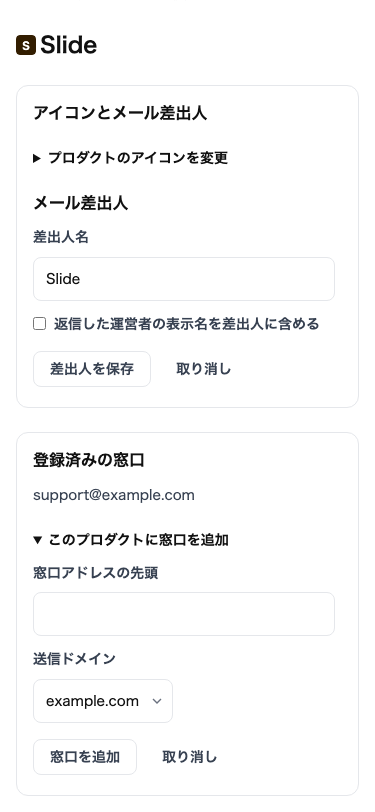 S Slide
アイコンとメール差出人
▶ プロダクトのアイコンを変更
メール差出人
差出人名
Slide
返信した運営者の表示名を差出人に含める
差出人を保存 取り消し
登録済みの窓口
support@example.com
▼ このプロダクトに窓口を追加
窓口アドレスの先頭
送信ドメイン
example.com
窓口を追加 取り消し